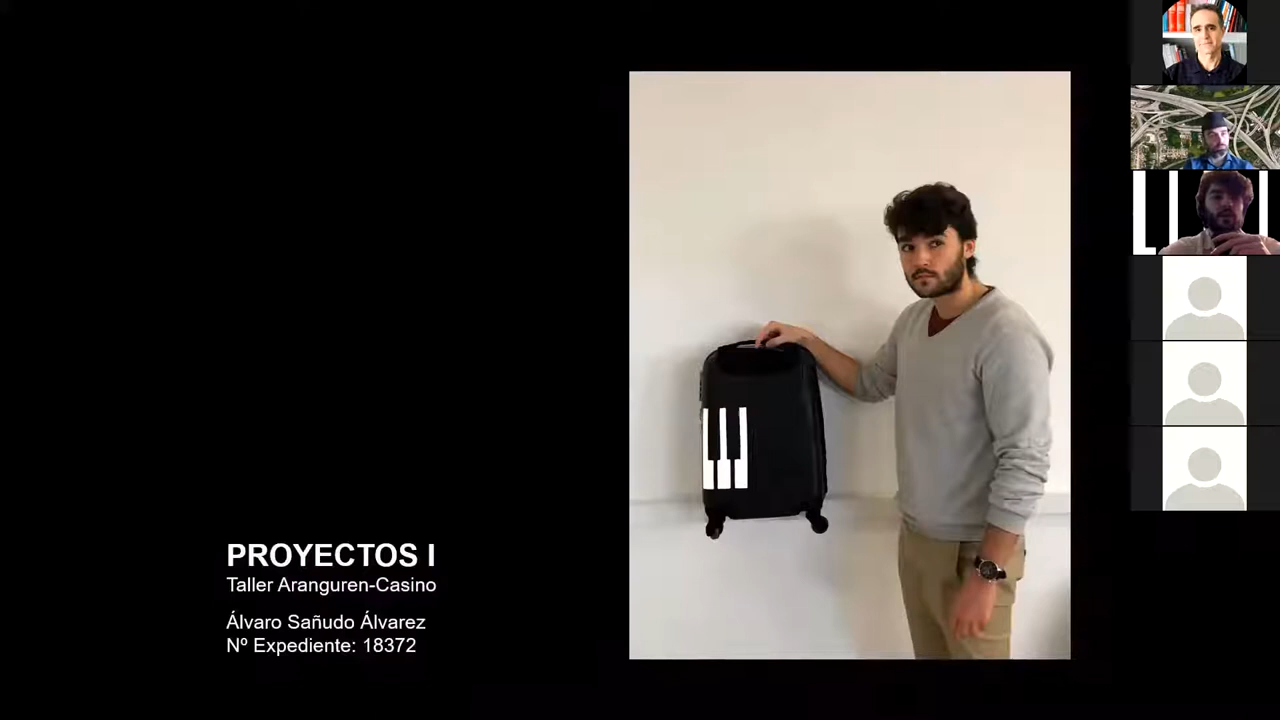 PROYECTOS I
Taller Aranguren-Casino
Álvaro Sañudo Álvarez
Nº Expediente: 18372